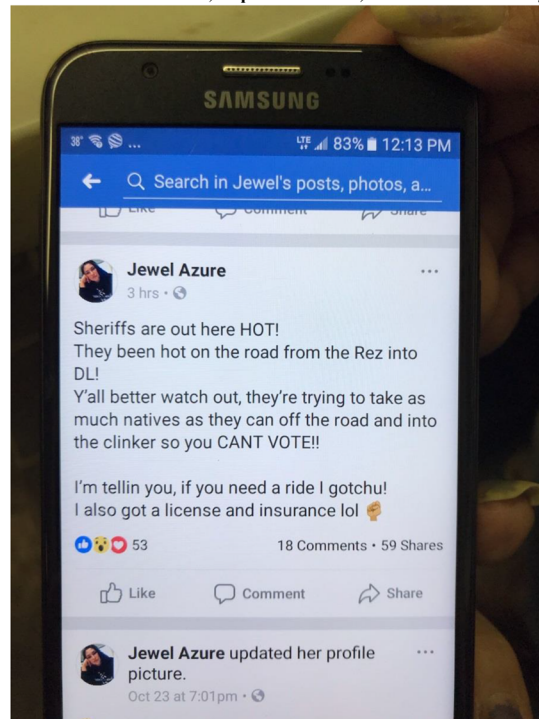 SAMSUNG
38° ... LTE 83% 12:13 PM
Search in Jewel's posts, photos, a...
Like Comment Share
Jewel Azure
3 hrs •
Sheriffs are out here HOT!
They been hot on the road from the Rez into
DL!
Y'all better watch out, they're trying to take as
much natives as they can off the road and into
the clinker so you CANT VOTE!!
I'm tellin you, if you need a ride I gotchu!
I also got a license and insurance lol ✊
53 18 Comments • 59 Shares
Like Comment Share
Jewel Azure updated her profile
picture.
Oct 23 at 7:01pm •